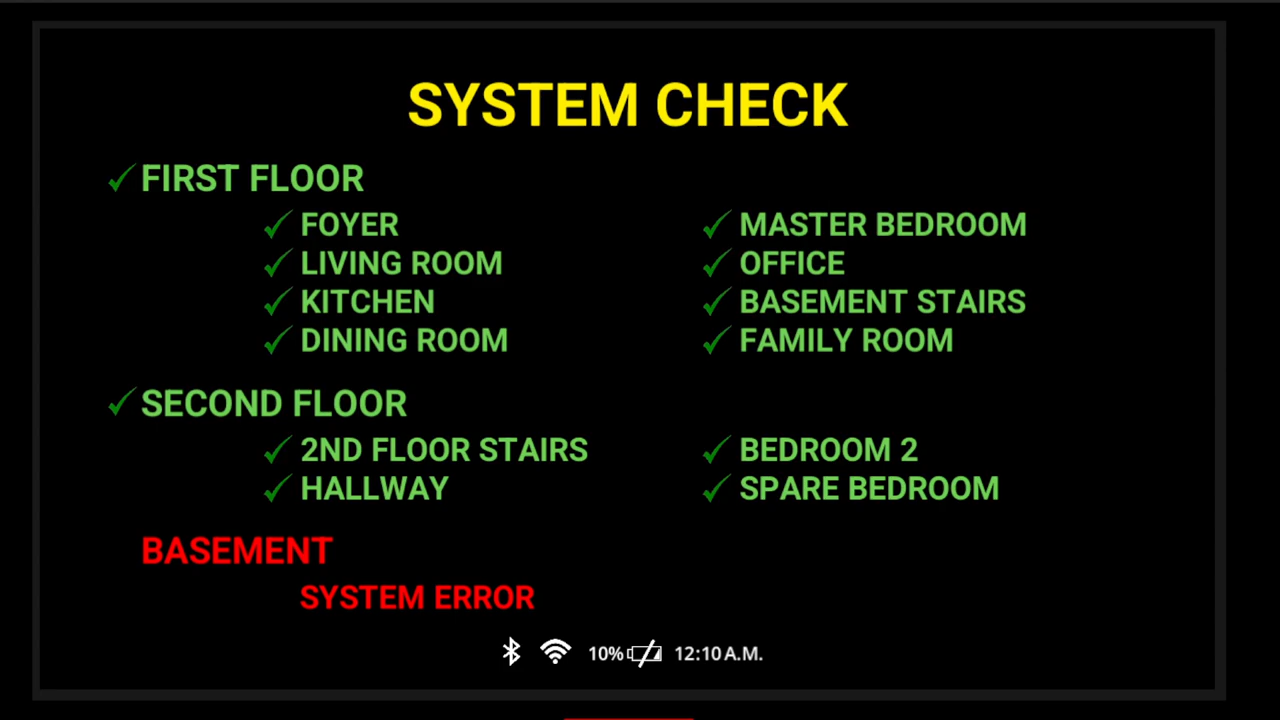 SYSTEM CHECK
FIRST FLOOR
FOYER
LIVING ROOM
KITCHEN
DINING ROOM
MASTER BEDROOM
OFFICE
BASEMENT STAIRS
FAMILY ROOM
SECOND FLOOR
2ND FLOOR STAIRS
HALLWAY
BEDROOM 2
SPARE BEDROOM
BASEMENT
SYSTEM ERROR
10% 12:10 A.M.